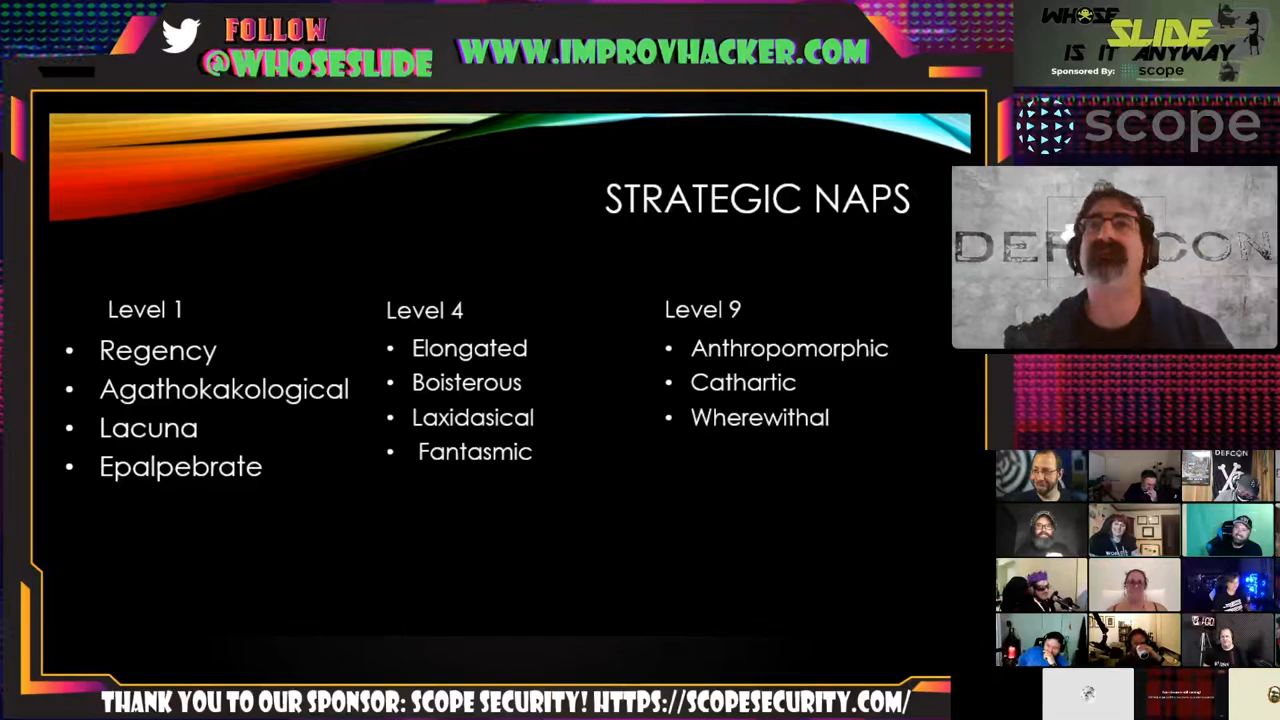 FOLLOW
@WHOSESLIDE
WWW.IMPROVHACKER.COM
WHOSE
SLIDE
IS IT ANYWAY
Sponsored By: scope
scope
STRATEGIC NAPS
Level 1
• Regency
• Agathokakological
• Lacuna
• Epalpebrate
Level 4
• Elongated
• Boisterous
• Laxidasical
• Fantasmic
Level 9
• Anthropomorphic
• Cathartic
• Wherewithal
DEF CON
DEFCON
THANK YOU TO OUR SPONSOR: SCOPE SECURITY! HTTPS://SCOPESECURITY.COM/